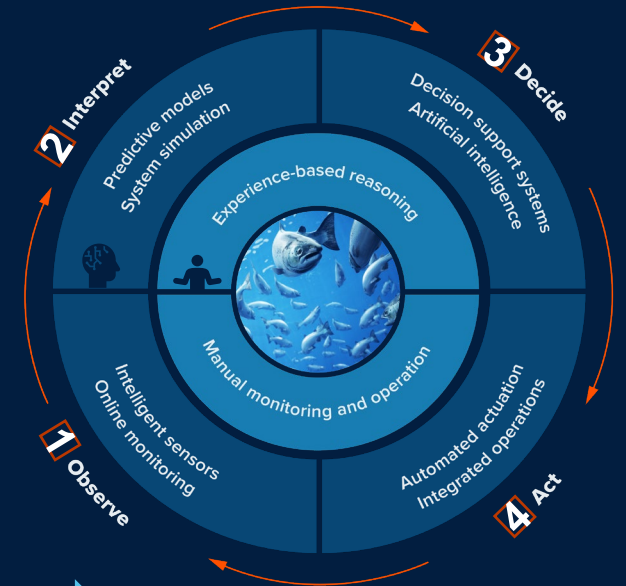 1 Observe
Intelligent sensors
Online monitoring
2 Interpret
Predictive models
System simulation
3 Decide
Decision support systems
Artificial intelligence
4 Act
Automated actuation
Integrated operations
Experience-based reasoning
Manual monitoring and operation